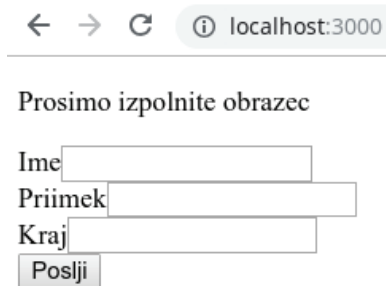 localhost:3000
Prosimo izpolnite obrazec
Ime
Priimek
Kraj
Poslji